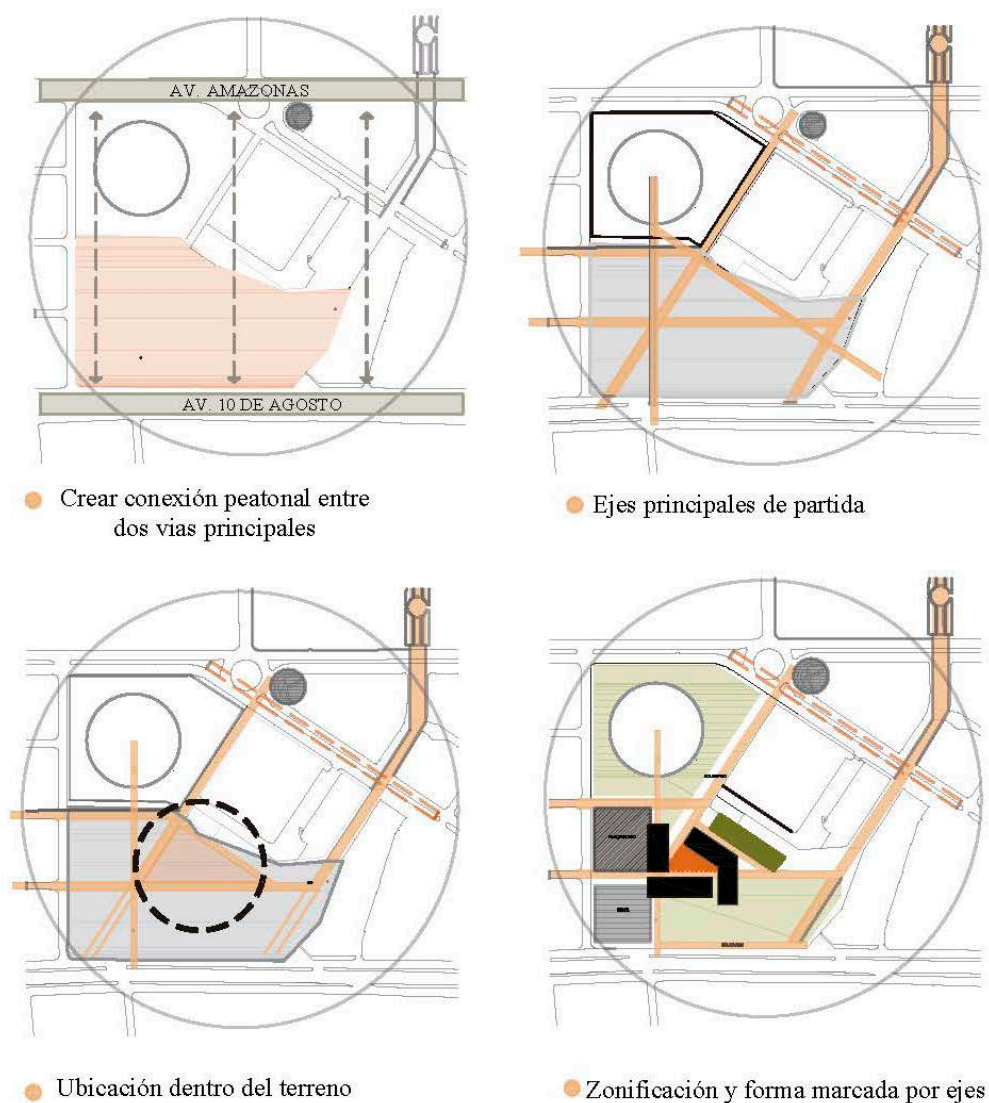 AV. AMAZONAS
AV. 10 DE AGOSTO
Crear conexión peatonal entre
dos vias principales
Ejes principales de partida
Ubicación dentro del terreno
Zonificación y forma marcada por ejes